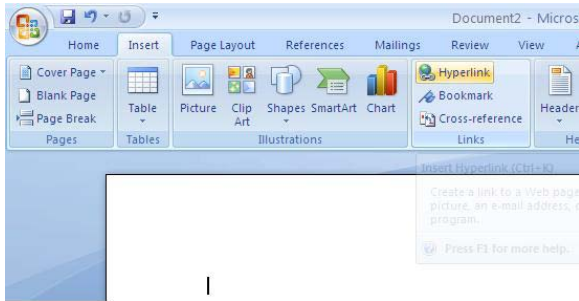 Document2 - Micros
Home Insert Page Layout References Mailings Review View
Cover Page
Blank Page
Page Break
Pages
Table
Tables
Picture Clip Art Shapes SmartArt Chart
Illustrations
Hyperlink
Bookmark
Cross-reference
Links
Header
He
Insert Hyperlink (Ctrl+K)
Create a link to a Web page
picture, an e-mail address,
program.
Press F1 for more help.